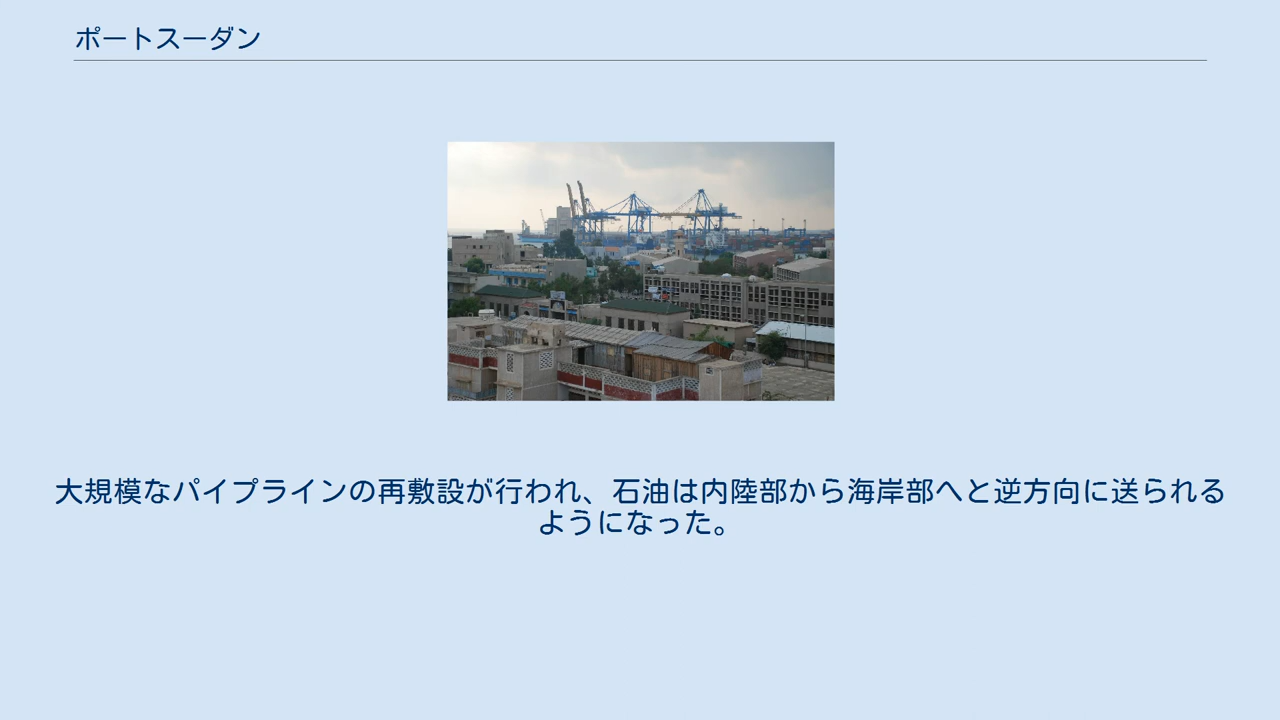 ポートスーダン
大規模なパイプラインの再敷設が行われ、石油は内陸部から海岸部へと逆方向に送られる
ようになった。